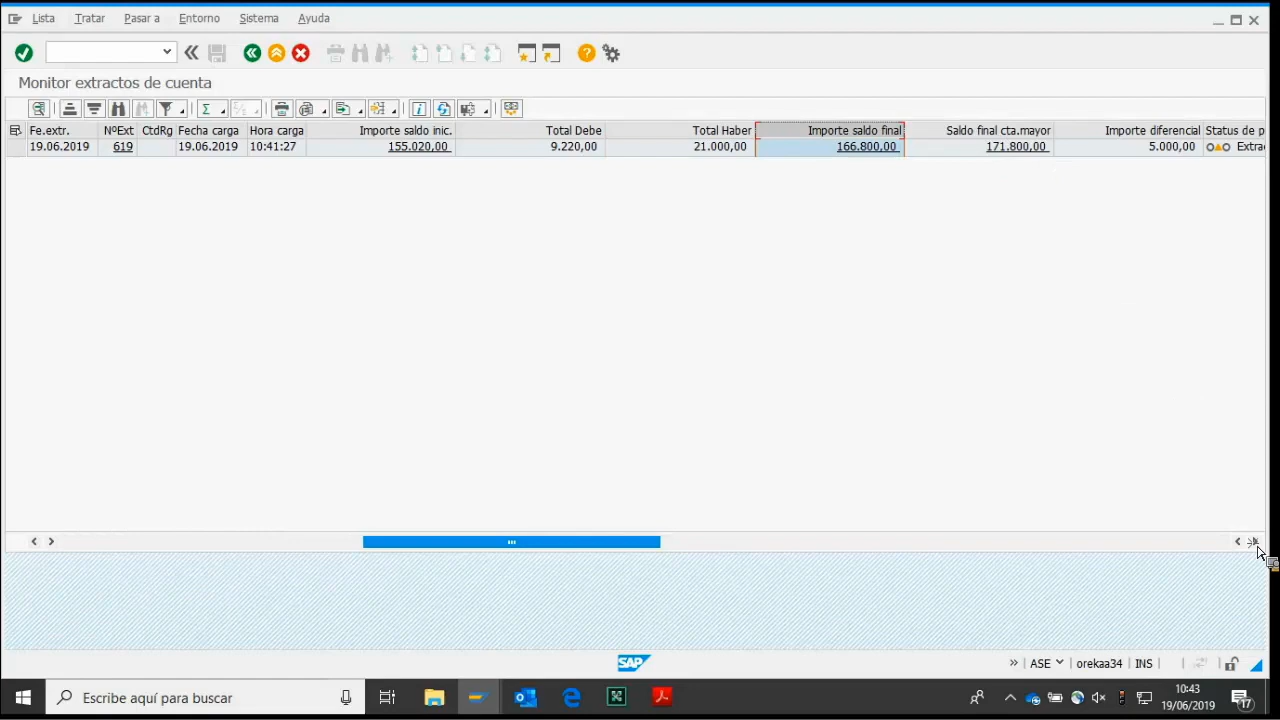 Lista Tratar Pasar a Entorno Sistema Ayuda
Monitor extractos de cuenta
Fe.extr. NºExt CtdRg Fecha carga Hora carga Importe saldo inic. Total Debe Total Haber Importe saldo final Saldo final cta.mayor Importe diferencial Status de p
19.06.2019 619 19.06.2019 10:41:27 155.020,00 9.220,00 21.000,00 166.800,00 171.800,00 5.000,00 Extra
SAP
ASE orekaa34 INS
Escribe aquí para buscar
10:43
19/06/2019
17